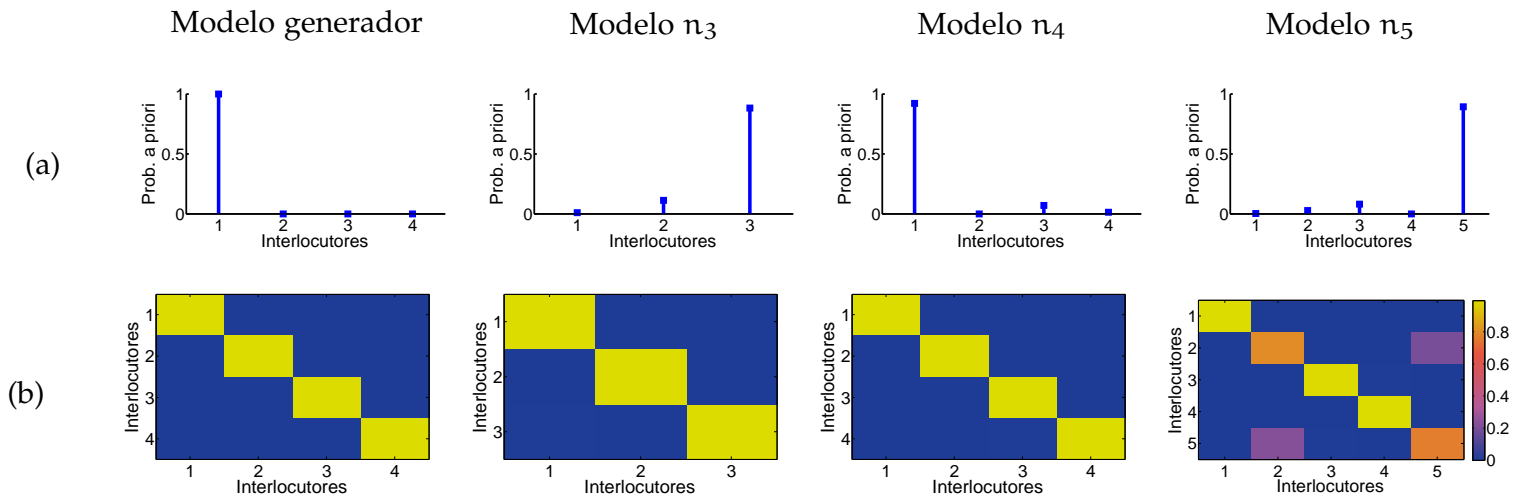 Modelo generador
Modelo n3
Modelo n4
Modelo n5
(a)
Prob. a priori
1
0.5
0
1 2 3 4
Interlocutores
Prob. a priori
1
0.5
0
1 2 3
Interlocutores
Prob. a priori
1
0.5
0
1 2 3 4
Interlocutores
Prob. a priori
1
0.5
0
1 2 3 4 5
Interlocutores
(b)
Interlocutores
1
2
3
4
1 2 3 4
Interlocutores
Interlocutores
1
2
3
1 2 3
Interlocutores
Interlocutores
1
2
3
4
1 2 3 4
Interlocutores
Interlocutores
1
2
3
4
5
1 2 3 4 5
Interlocutores
0.8
0.6
0.4
0.2
0